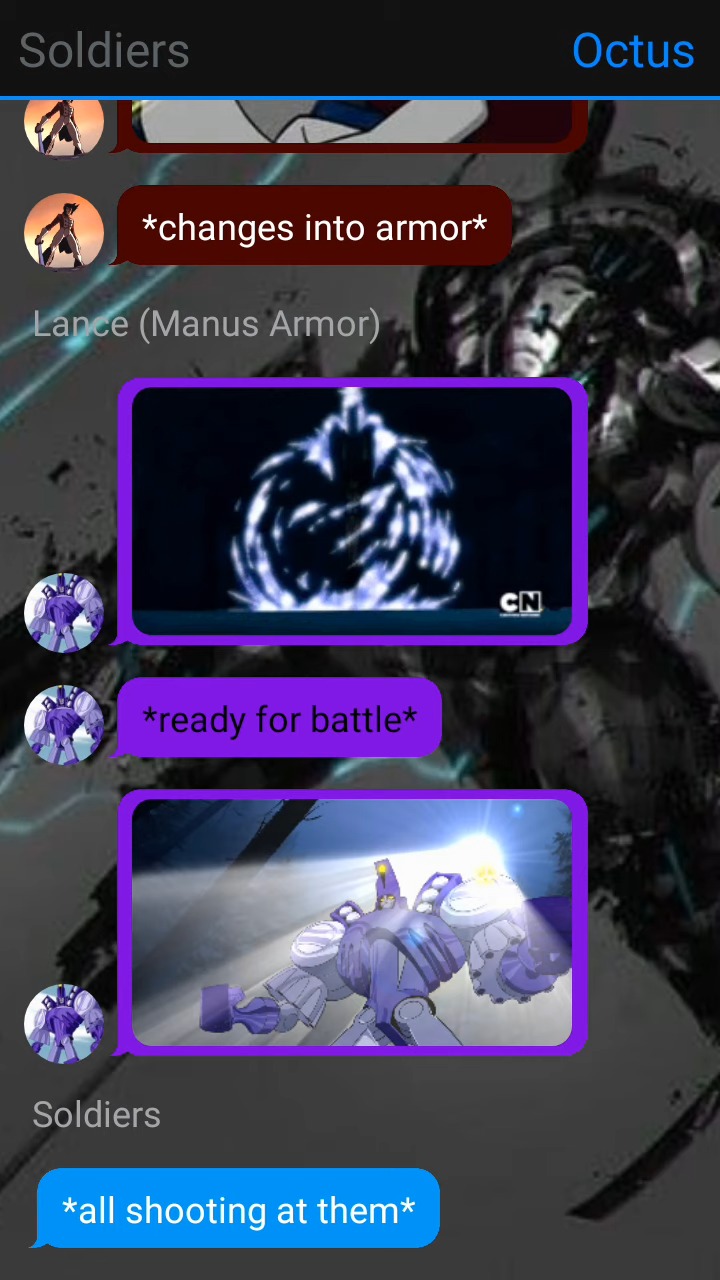 Soldiers
Octus
*changes into armor*
Lance (Manus Armor)
CN
*ready for battle*
Soldiers
*all shooting at them*